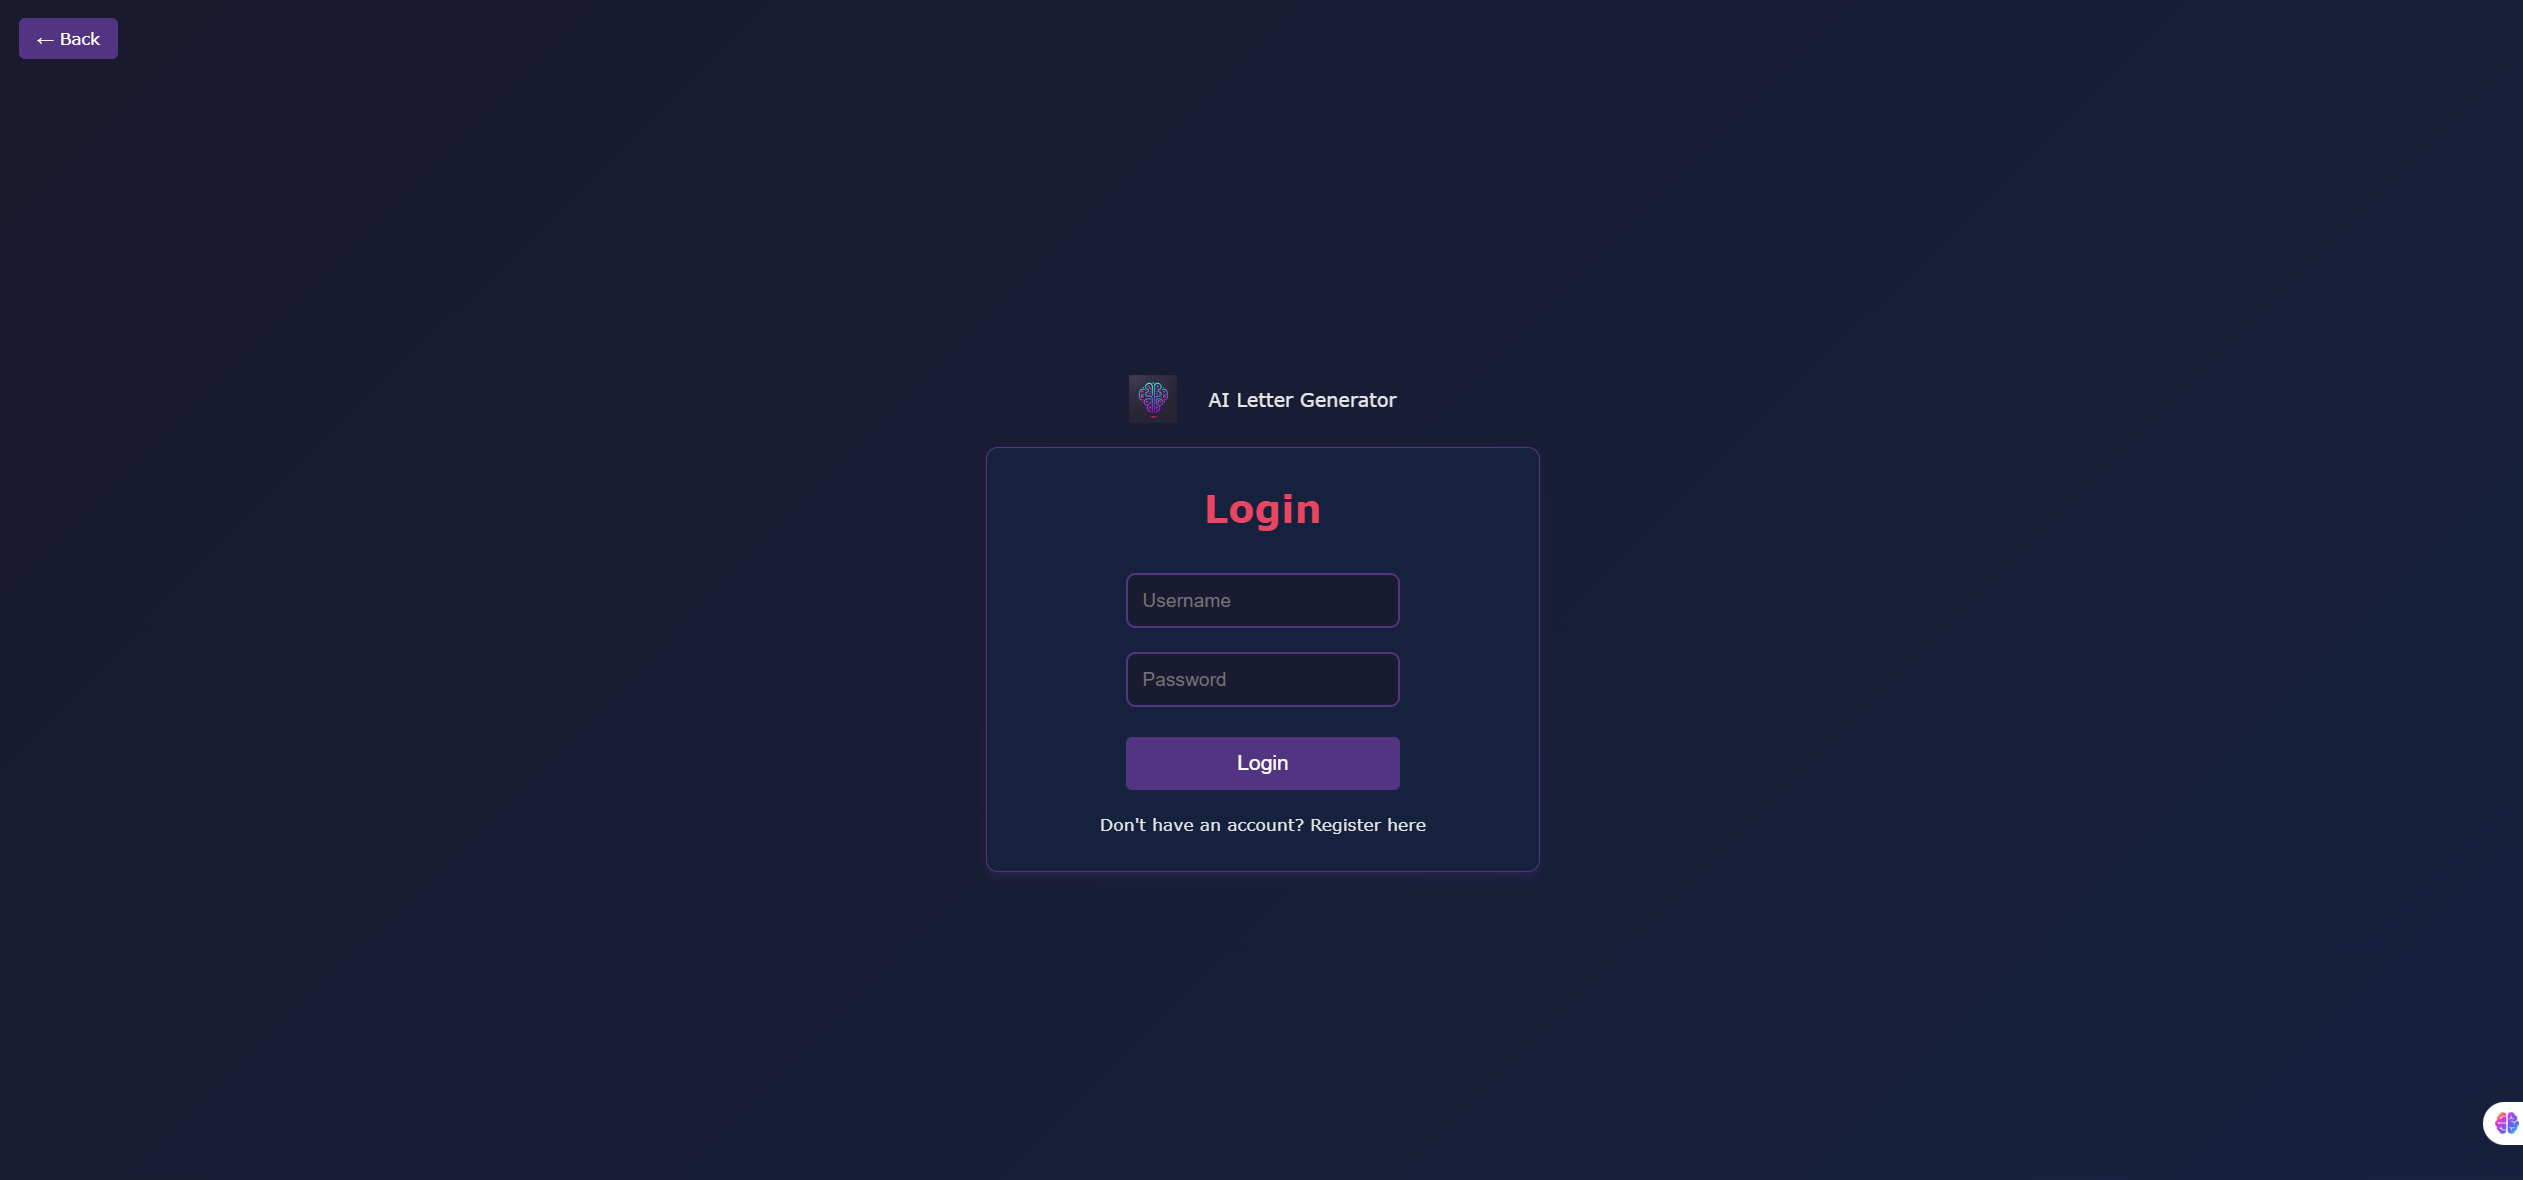 ← Back
AI Letter Generator
Login
Username
Password
Login
Don't have an account? Register here